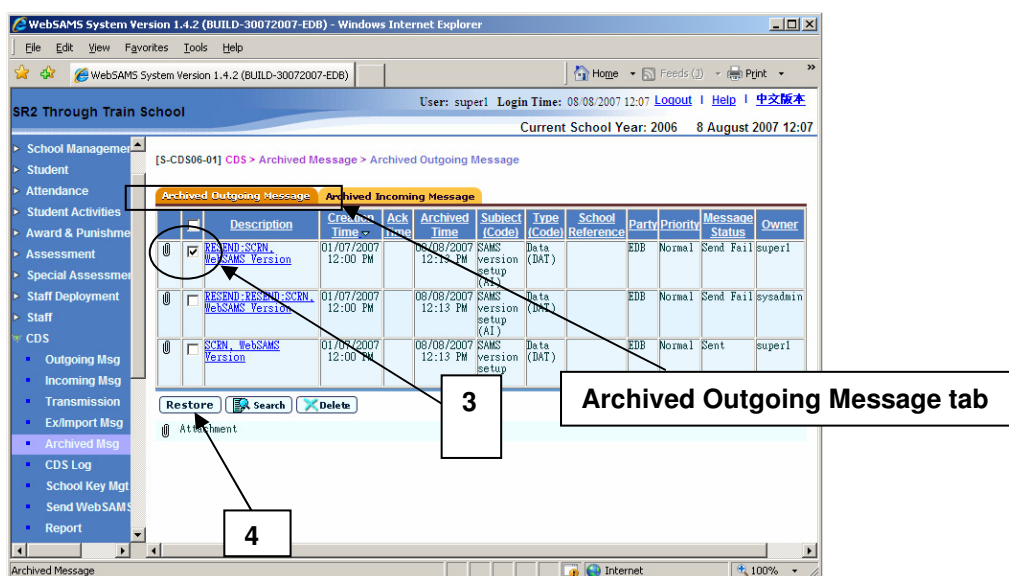 WebSAMS System Version 1.4.2 (BUILD-30072007-EDB) - Windows Internet Explorer
File Edit View Favorites Tools Help
WebSAMS System Version 1.4.2 (BUILD-30072007-EDB)
Home Feeds (J) Print »
SR2 Through Train School
User: super1 Login Time: 08/08/2007 12:07 Logout | Help | 中文版本
Current School Year: 2006 8 August 2007 12:07
School Managemen
Student
Attendance
Student Activities
Award & Punishme
Assessment
Special Assessmen
Staff Deployment
Staff
CDS
Outgoing Msg
Incoming Msg
Transmission
Ex/Import Msg
Archived Msg
CDS Log
School Key Mgt
Send WebSAMS
Report
[S-CDS06-01] CDS > Archived Message > Archived Outgoing Message
Archived Outgoing Message Archived Incoming Message
Description Creation Time Ack Time Archived Time Subject (Code) Type (Code) School Reference Party Priority Message Status Owner
RESEND:SCRN, 01/07/2007 08/08/2007 SAMS Data EDB Normal Send Fail super1
WebSAMS Version 12:00 PM 12:13 PM version (DAT)
setup
(AI)
RESEND:RESEND:SCRN, 01/07/2007 08/08/2007 SAMS Data EDB Normal Send Fail sysadmin
WebSAMS Version 12:00 PM 12:13 PM version (DAT)
setup
(AI)
SCRN, WebSAMS 01/07/2007 08/08/2007 SAMS Data EDB Normal Sent super1
Version 12:00 PM 12:13 PM version (DAT)
setup
Restore Search Delete
Attachment
3
Archived Outgoing Message tab
4
Archived Message Internet 100%